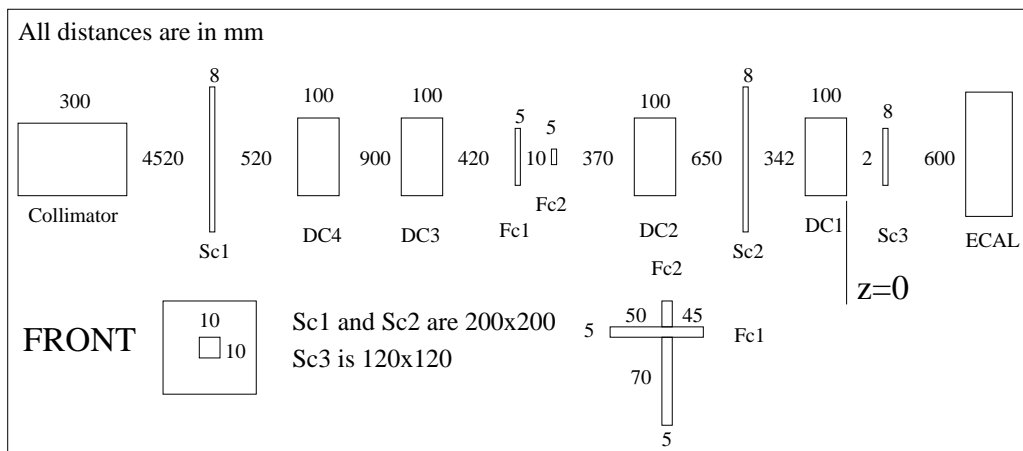 All distances are in mm
8
300 100 100 5 5 100 100 8
4520 520 900 420 10 370 650 342 2 600
Collimator Sc1 DC4 DC3 Fc1 Fc2 DC2 Sc2 DC1 Sc3 ECAL
8
z=0
FRONT
10
10
Sc1 and Sc2 are 200x200
Sc3 is 120x120
Fc2
50 45
5 Fc1
70
5